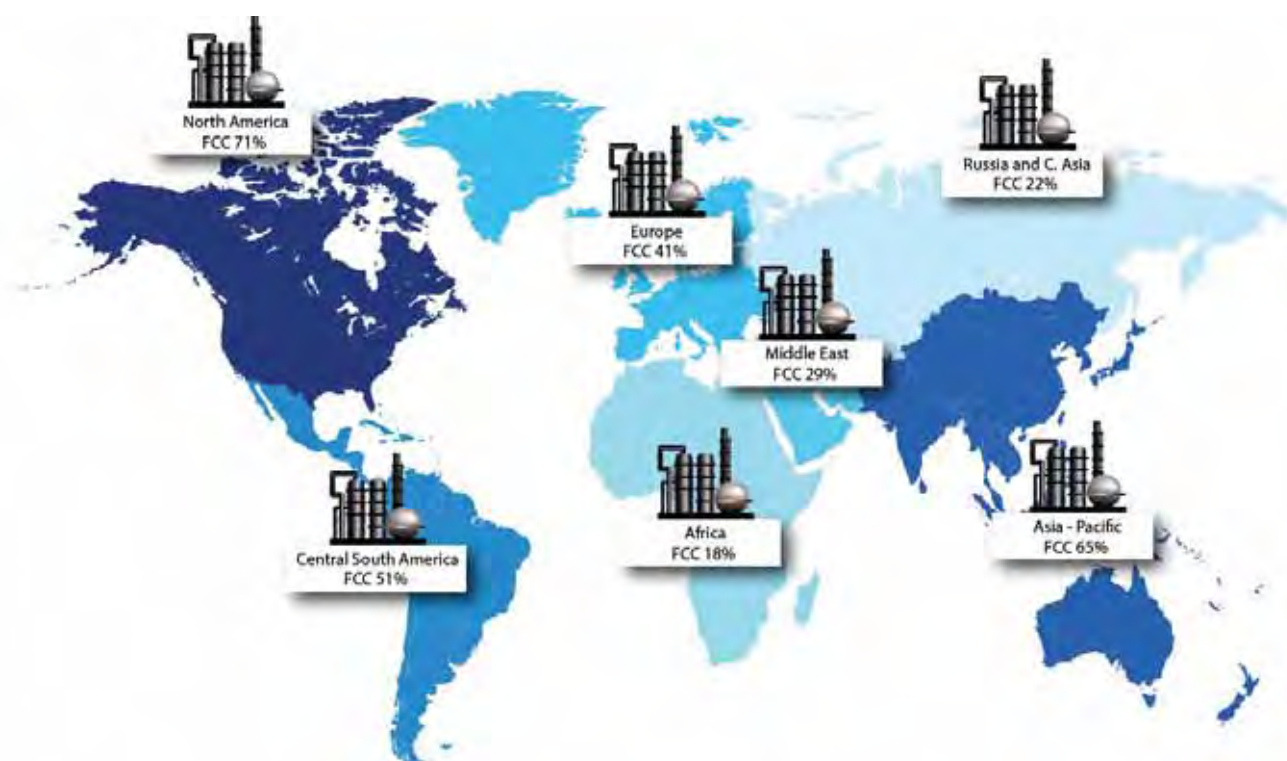 North America
FCC 71%
Russia and C. Asia
FCC 22%
Europe
FCC 41%
Middle East
FCC 29%
Central South America
FCC 51%
Africa
FCC 18%
Asia - Pacific
FCC 65%